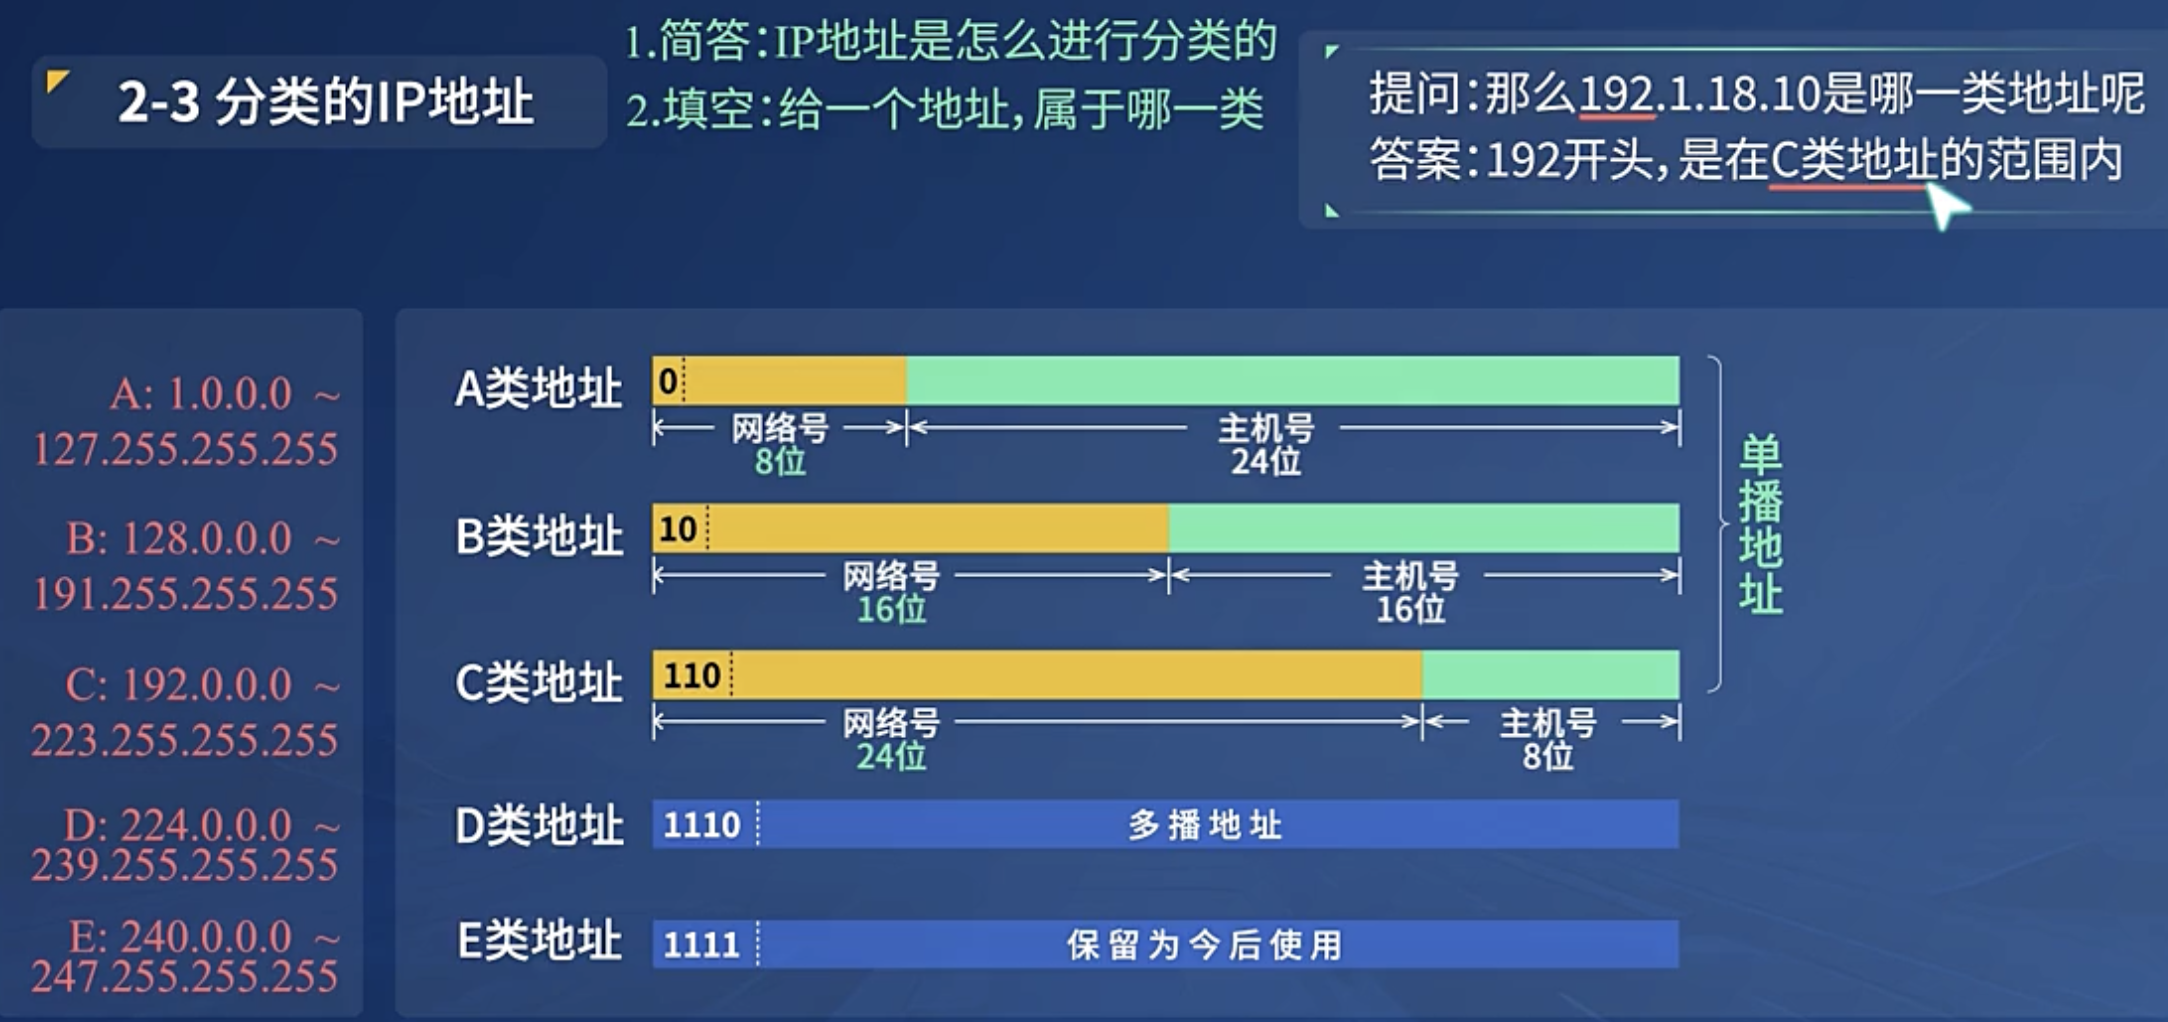 2-3 分类的IP地址
1.简答：IP地址是怎么进行分类的
2.填空：给一个地址，属于哪一类
提问：那么192.1.18.10是哪一类地址呢
答案：192开头，是在C类地址的范围内
A: 1.0.0.0 ~
127.255.255.255
B: 128.0.0.0 ~
191.255.255.255
C: 192.0.0.0 ~
223.255.255.255
D: 224.0.0.0 ~
239.255.255.255
E: 240.0.0.0 ~
247.255.255.255
A类地址 0
网络号 主机号
8位 24位
B类地址 10
网络号 主机号
16位 16位
C类地址 110
网络号 主机号
24位 8位
单播地址
D类地址 1110 多播地址
E类地址 1111 保留为今后使用